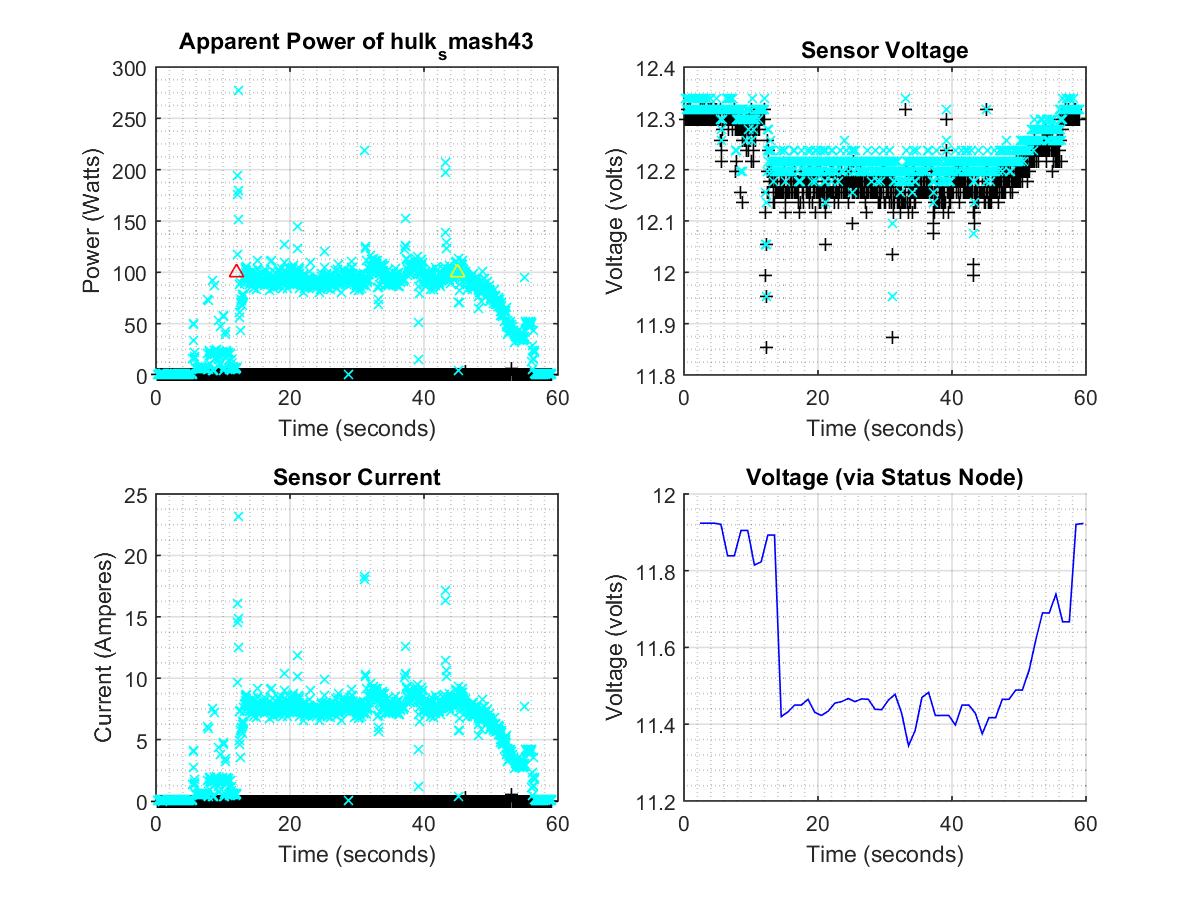 Apparent Power of hulksmash43
300
250
200
150
100
50
0
Power (Watts)
0 20 40 60
Time (seconds)
Sensor Voltage
12.4
12.3
12.2
12.1
12
11.9
11.8
Voltage (volts)
0 20 40 60
Time (seconds)
Sensor Current
25
20
15
10
5
0
Current (Amperes)
0 20 40 60
Time (seconds)
Voltage (via Status Node)
12
11.8
11.6
11.4
11.2
Voltage (volts)
0 20 40 60
Time (seconds)